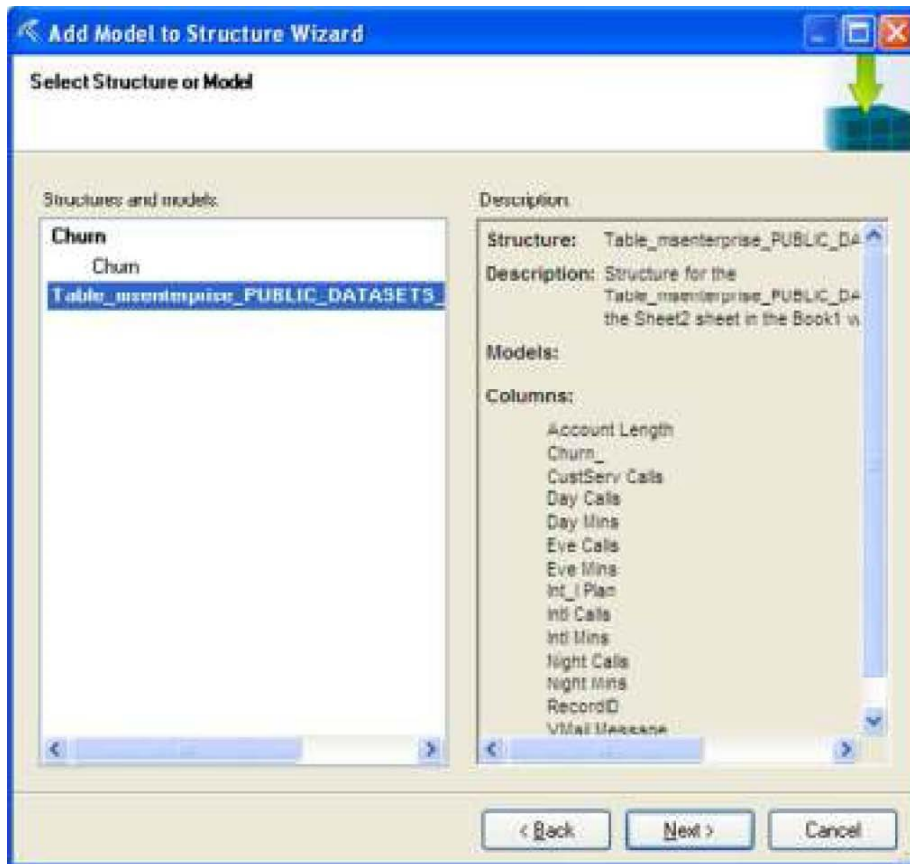 Add Model to Structure Wizard
Select Structure or Model
Structures and models:
Churn
Churn
Table_msenterprise_PUBLIC_DATASETS_
Description
Structure: Table_msenterprise_PUBLIC_DA
Description: Structure for the
Table_msenterprise_PUBLIC_DA
the Sheet2 sheet in the Book1 w
Models:
Columns:
Account Length
Churn_
CustServ Calls
Day Calls
Day Mins
Eve Calls
Eve Mins
Int_l Plan
Intl Calls
Intl Mins
Night Calls
Night Mins
RecordID
VMail Message
< Back
Next >
Cancel